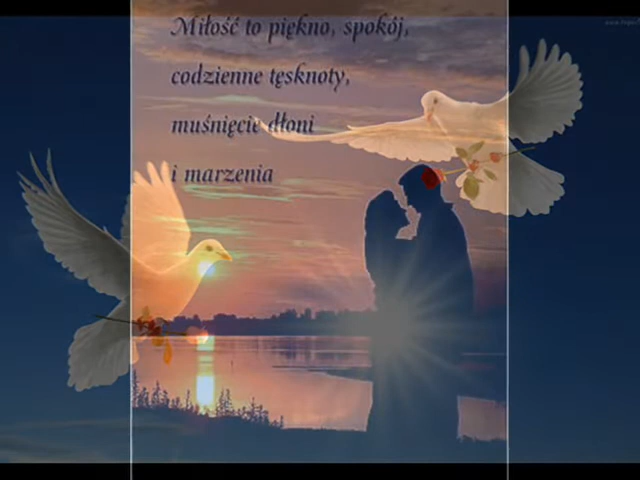 Miłość to piękno, spokój,
codzienne tęsknoty,
muśnięcie dłoni
i marzenia